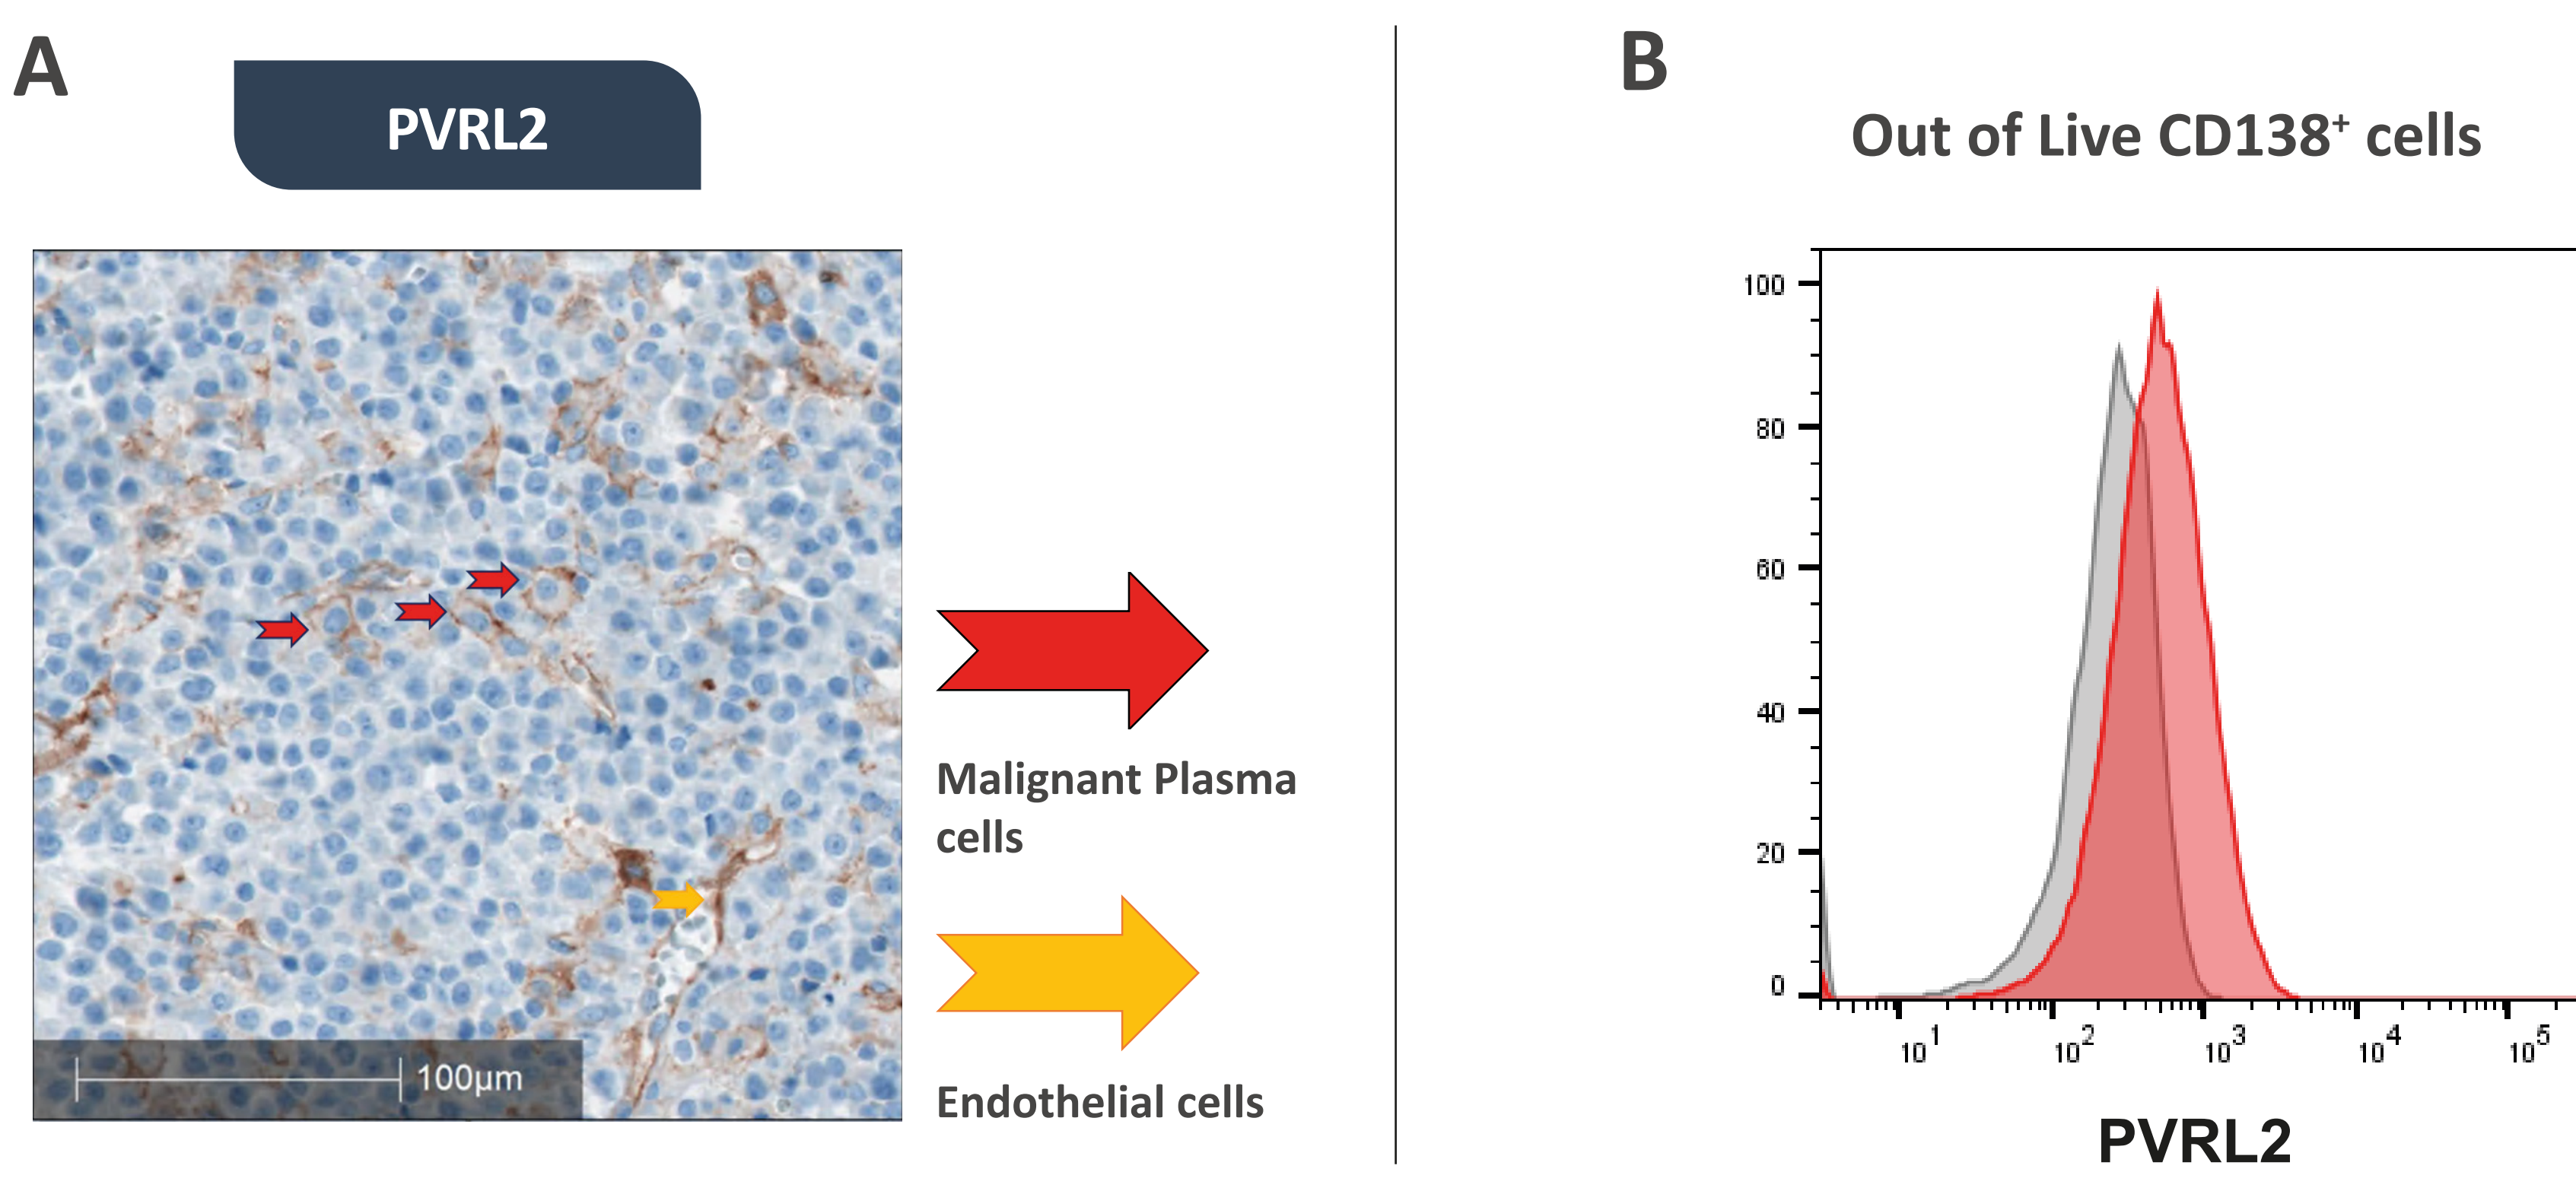 A
PVRL2
100µm
Malignant Plasma
cells
Endothelial cells
B
Out of Live CD138⁺ cells
100
80
60
40
20
0
10¹ 10² 10³ 10⁴ 10⁵
PVRL2